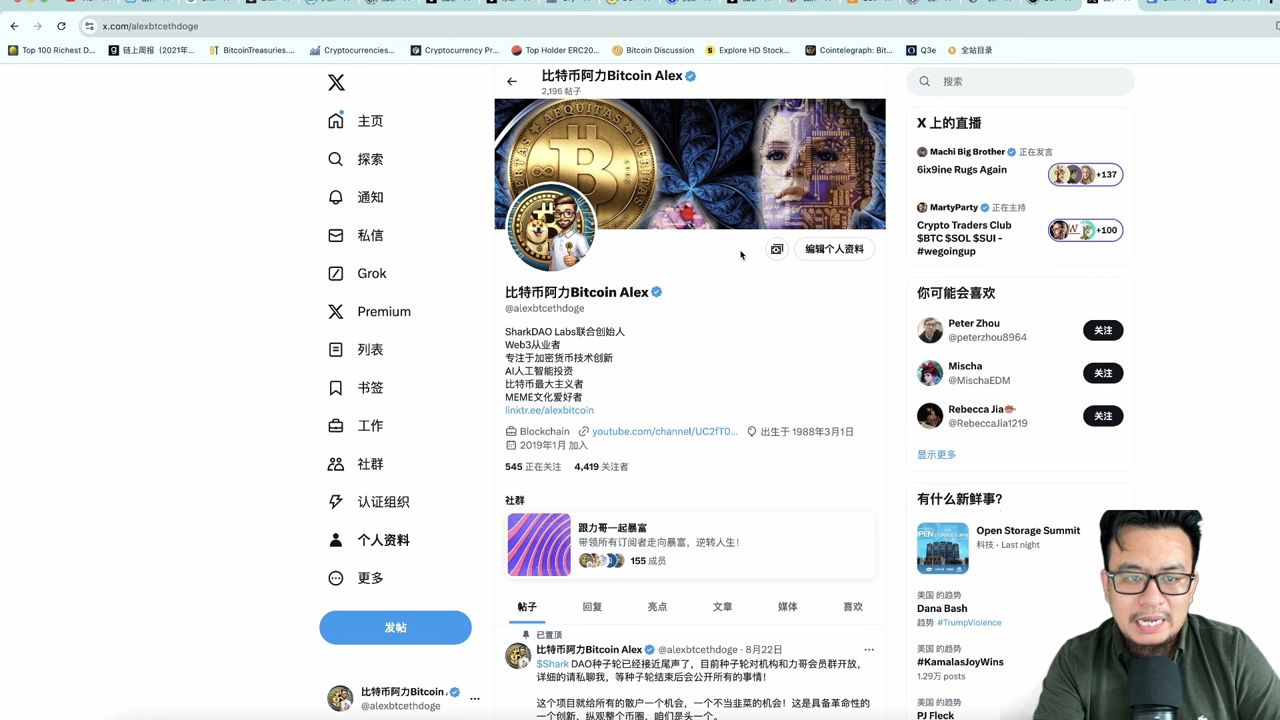 x.com/alexbtcethdoge
Top 100 Richest D...
链上周报（2021年...
BitcoinTreasuries....
Cryptocurrencies...
Cryptocurrency Pr...
Top Holder ERC20...
Bitcoin Discussion
Explore HD Stock...
Cointelegraph: Bit...
Q3e
全站目录
主页
探索
通知
私信
Grok
Premium
列表
书签
工作
社群
认证组织
个人资料
更多
发帖
比特币阿力Bitcoin
@alexbtcethdoge
比特币阿力Bitcoin Alex
2,196 帖子
AEQUITAS
VERITAS
编辑个人资料
比特币阿力Bitcoin Alex
@alexbtcethdoge
SharkDAO Labs联合创始人
Web3从业者
专注于加密货币技术创新
AI人工智能投资
比特币最大主义者
MEME文化爱好者
linktr.ee/alexbitcoin
Blockchain youtube.com/channel/UC2fT0... 出生于 1988年3月1日
2019年1月 加入
545 正在关注 4,419 关注者
社群
跟力哥一起暴富
带领所有订阅者走向暴富，逆转人生！
155 成员
帖子 回复 亮点 文章 媒体 喜欢
已置顶
比特币阿力Bitcoin Alex @alexbtcethdoge · 8月22日
$Shark DAO种子轮已经接近尾声了，目前种子轮对机构和力哥会员群开放，
详细的请私聊我，等种子轮结束后会公开所有的事情！
这个项目就给所有的散户一个机会，一个不当韭菜的机会！这是具备革命性的
一个创新，纵观整个币圈，咱们是头一个。
搜索
X 上的直播
Machi Big Brother 正在发言
6ix9ine Rugs Again
+137
MartyParty 正在主持
Crypto Traders Club
$BTC $SOL $SUI -
#wegoingup
+100
你可能会喜欢
Peter Zhou
@peterzhou8964
关注
Mischa
@MischaEDM
关注
Rebecca Jia
@RebeccaJia1219
关注
显示更多
有什么新鲜事？
Open Storage Summit
科技 · Last night
美国 的趋势
Dana Bash
趋势 #TrumpViolence
美国 的趋势
#KamalasJoyWins
1.29万 posts
美国 的趋势
PJ Fleck